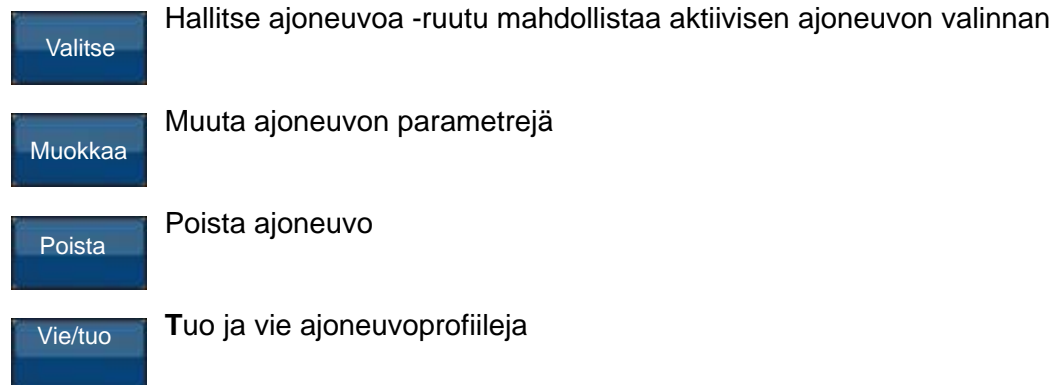 Hallitse ajoneuvoa -ruutu mahdollistaa aktiivisen ajoneuvon valinnan
Valitse
Muuta ajoneuvon parametrejä
Muokkaa
Poista ajoneuvo
Poista
Tuo ja vie ajoneuvoprofiileja
Vie/tuo